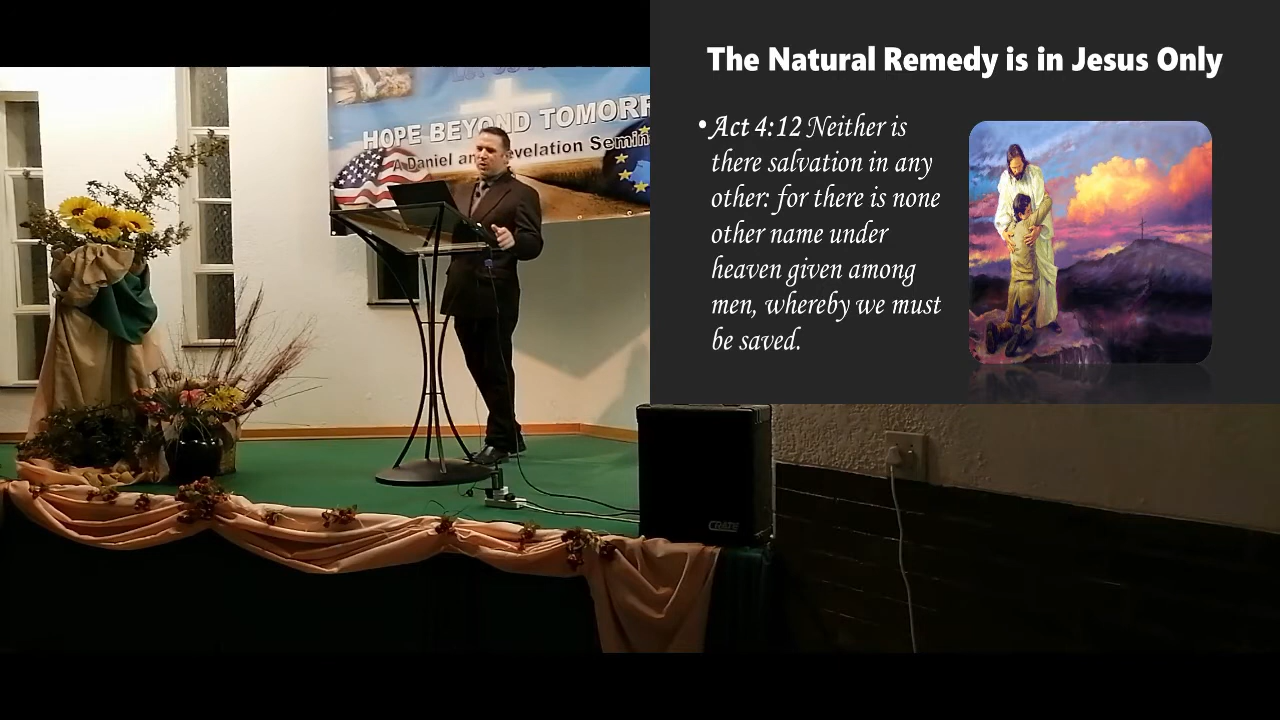 HOPE BEYOND TOMORR
A Daniel and Revelation Semin
The Natural Remedy is in Jesus Only
• Act 4:12 Neither is
there salvation in any
other: for there is none
other name under
heaven given among
men, whereby we must
be saved.
CRATE